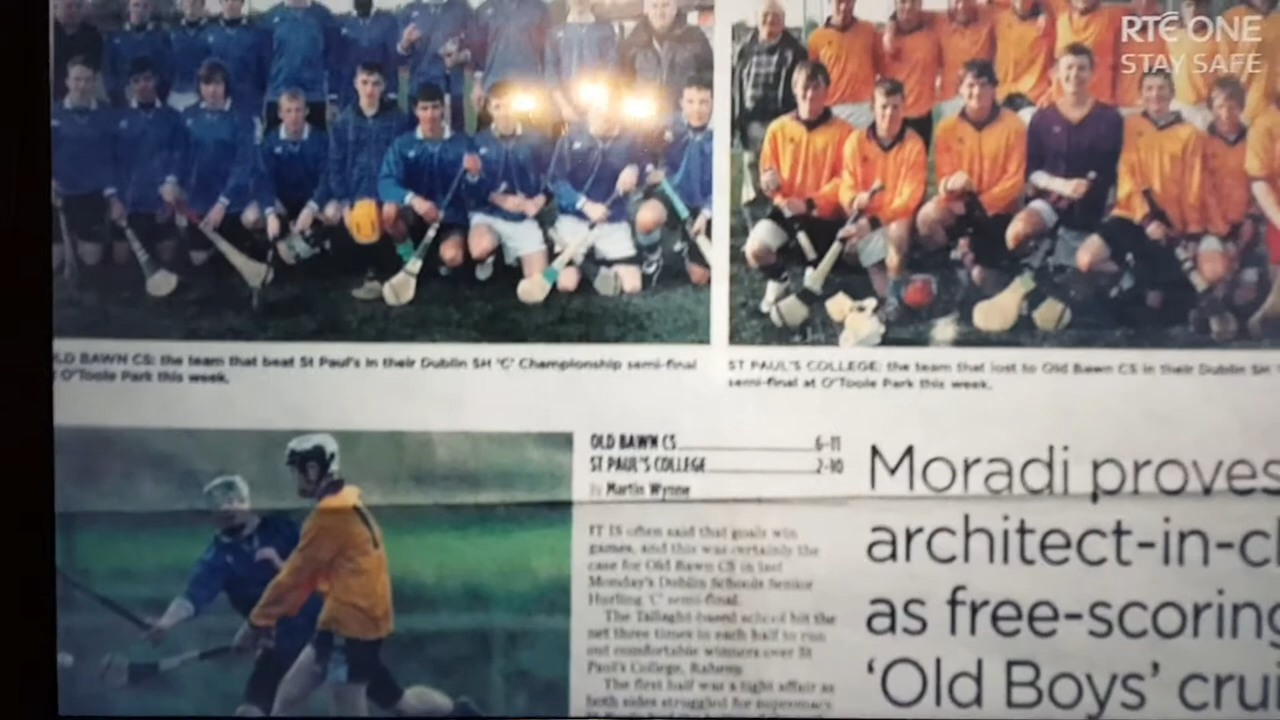 RTÉ ONE
STAY SAFE
LD BAWN CS: the team that beat St Paul's in their Dublin SH 'C' Championship semi-final
O'Toole Park this week.
ST PAUL'S COLLEGE: the team that lost to Old Bawn CS in their Dublin SH
semi-final at O'Toole Park this week.
OLD BAWN CS 6-11
ST PAUL'S COLLEGE 2-10
Martin Wynne
IT IS often said that goals win
games, and this was certainly the
case for Old Bawn CS in last
Monday's Dublin Schools Senior
Hurling 'C' semi-final.
The Tallaght-based school hit the
net three times in each half to run
out comfortable winners over St
Paul's College, Raheny.
The first half was a tight affair as
both sides struggled for supremacy
Moradi proves
architect-in-c
as free-scoring
'Old Boys' crui